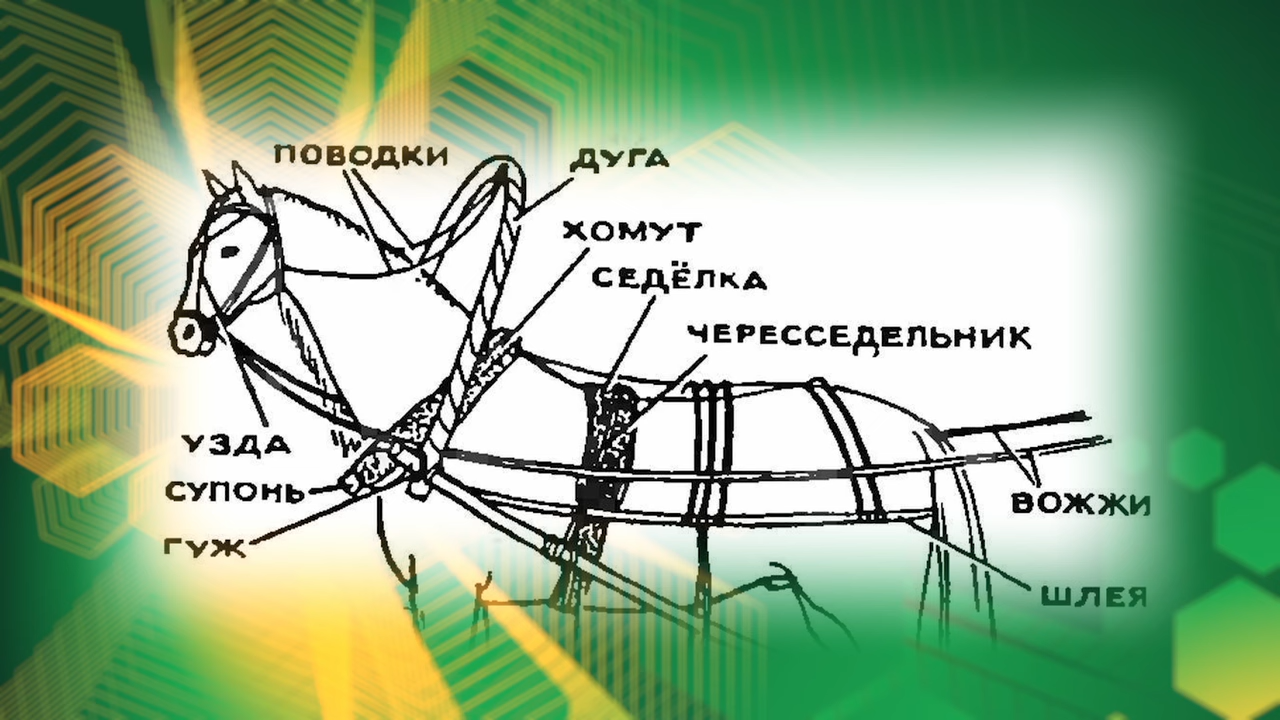 ПОВОДКИ
ДУГА
ХОМУТ
СЕДЁЛКА
ЧЕРЕССЕДЕЛЬНИК
УЗДА
СУПОНЬ
ГУЖ
ВОЖЖИ
ШЛЕЯ